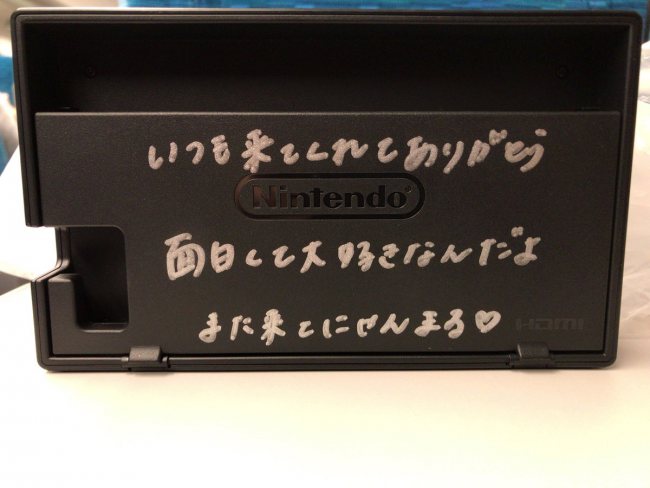 いつも来てくれてありがとう
Nintendo®
面白くて大好きなんだよ
また来てにゃんまる♡
HDMI